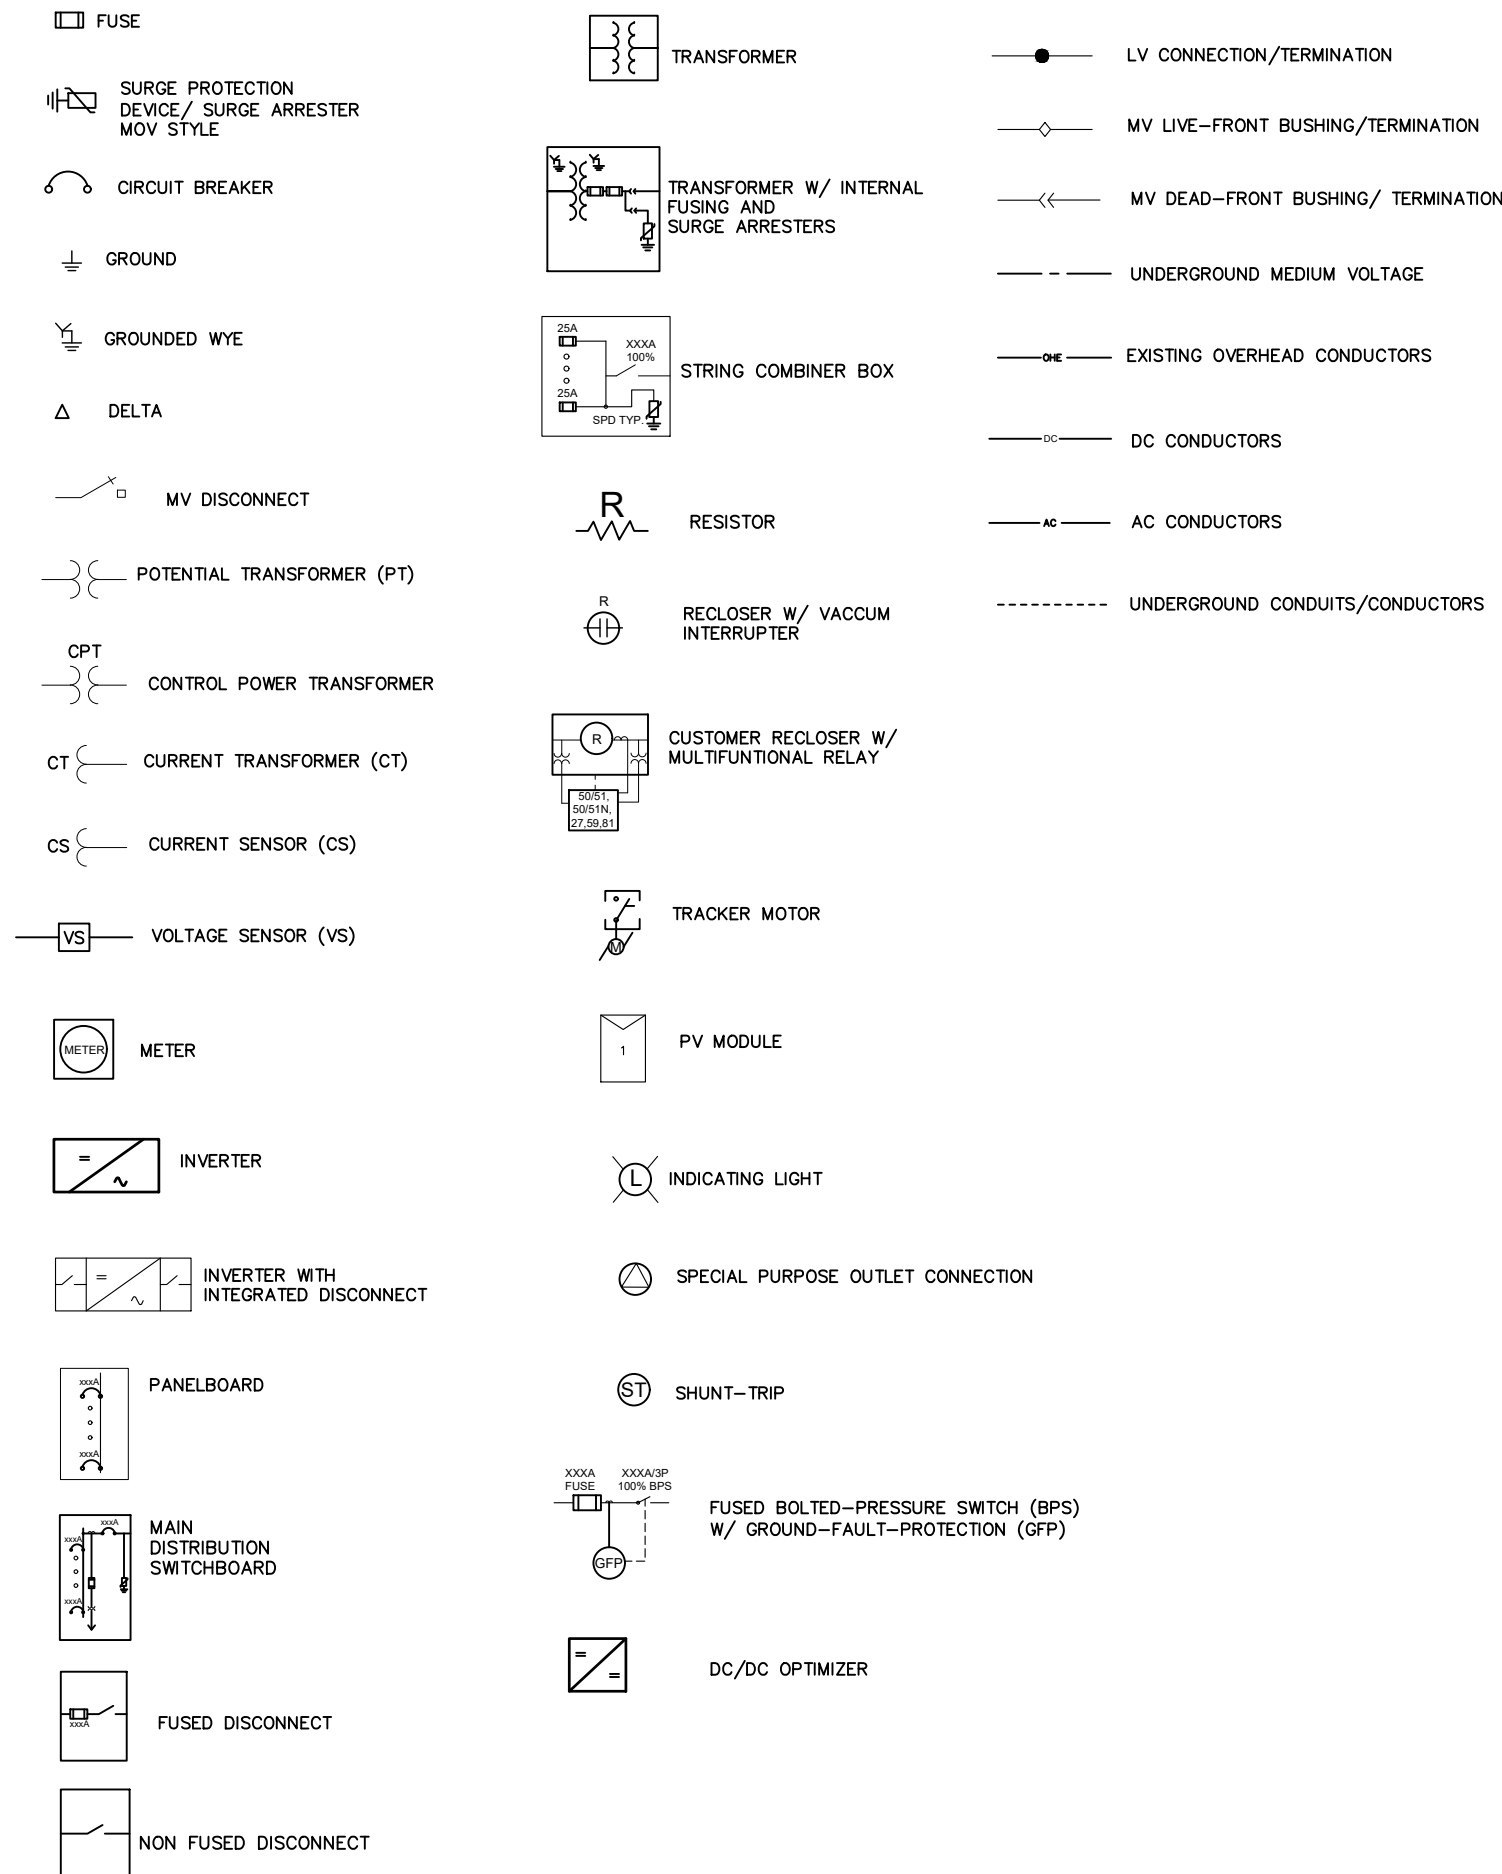 FUSE
SURGE PROTECTION
DEVICE/ SURGE ARRESTER
MOV STYLE
CIRCUIT BREAKER
GROUND
GROUNDED WYE
DELTA
MV DISCONNECT
POTENTIAL TRANSFORMER (PT)
CPT
CONTROL POWER TRANSFORMER
CT
CURRENT TRANSFORMER (CT)
CS
CURRENT SENSOR (CS)
VS
VOLTAGE SENSOR (VS)
METER
METER
INVERTER
INVERTER WITH
INTEGRATED DISCONNECT
xxxA
xxxA
PANELBOARD
xxxA
xxxA
xxxA
MAIN
DISTRIBUTION
SWITCHBOARD
xxxA
FUSED DISCONNECT
NON FUSED DISCONNECT
TRANSFORMER
TRANSFORMER W/ INTERNAL
FUSING AND
SURGE ARRESTERS
25A
XXXA
100%
25A
SPD TYP.
STRING COMBINER BOX
R
RESISTOR
R
RECLOSER W/ VACCUM
INTERRUPTER
R
50/51,
50/51N,
27,59,81
CUSTOMER RECLOSER W/
MULTIFUNTIONAL RELAY
M
TRACKER MOTOR
1
PV MODULE
L
INDICATING LIGHT
SPECIAL PURPOSE OUTLET CONNECTION
ST
SHUNT-TRIP
XXXA
FUSE
XXXA/3P
100% BPS
GFP
FUSED BOLTED-PRESSURE SWITCH (BPS)
W/ GROUND-FAULT-PROTECTION (GFP)
DC/DC OPTIMIZER
LV CONNECTION/TERMINATION
MV LIVE-FRONT BUSHING/TERMINATION
MV DEAD-FRONT BUSHING/ TERMINATION
UNDERGROUND MEDIUM VOLTAGE
OHE
EXISTING OVERHEAD CONDUCTORS
DC
DC CONDUCTORS
AC
AC CONDUCTORS
UNDERGROUND CONDUITS/CONDUCTORS